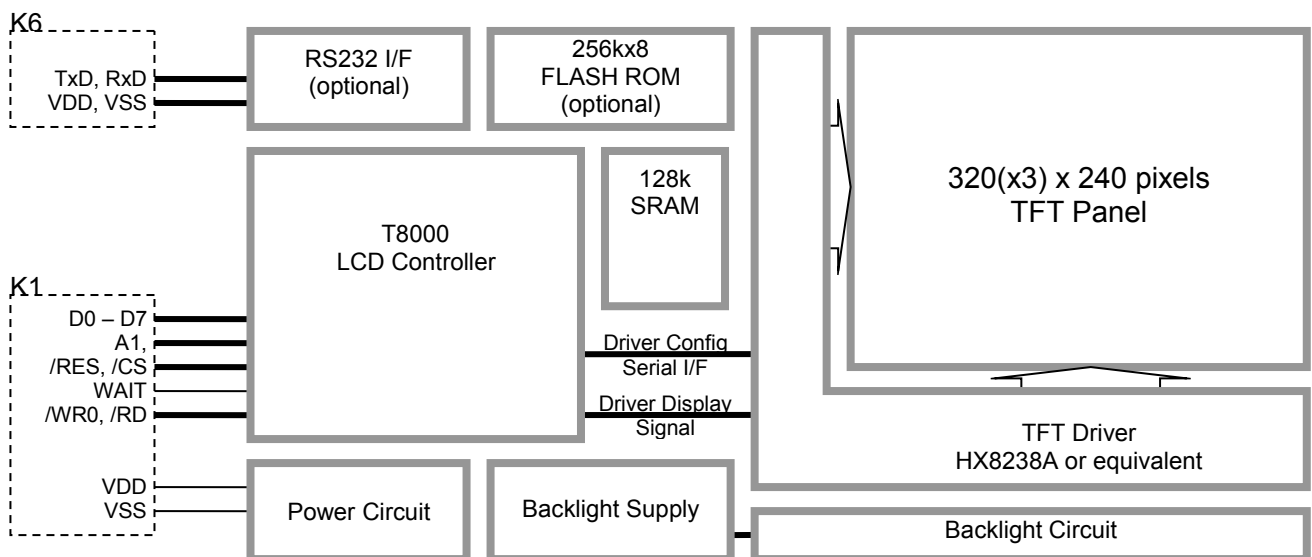 K6
TxD, RxD
VDD, VSS
RS232 I/F
(optional)
256kx8
FLASH ROM
(optional)
320(x3) x 240 pixels
TFT Panel
128k
SRAM
T8000
LCD Controller
K1
D0 – D7
A1,
/RES, /CS
WAIT
/WR0, /RD
VDD
VSS
Driver Config
Serial I/F
Driver Display
Signal
TFT Driver
HX8238A or equivalent
Power Circuit
Backlight Supply
Backlight Circuit